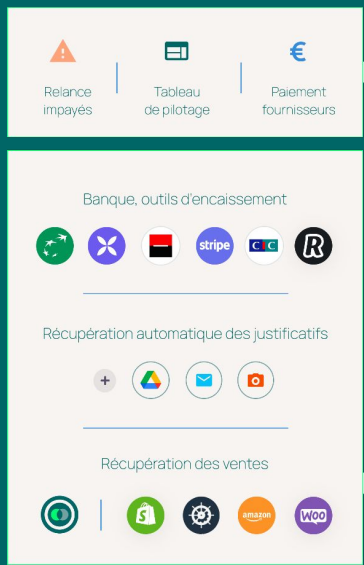 Relance
impayés
Tableau
de pilotage
€
Paiement
fournisseurs
Banque, outils d'encaissement
stripe
CIC
R
Récupération automatique des justificatifs
+
Récupération des ventes
S
amazon
WOO